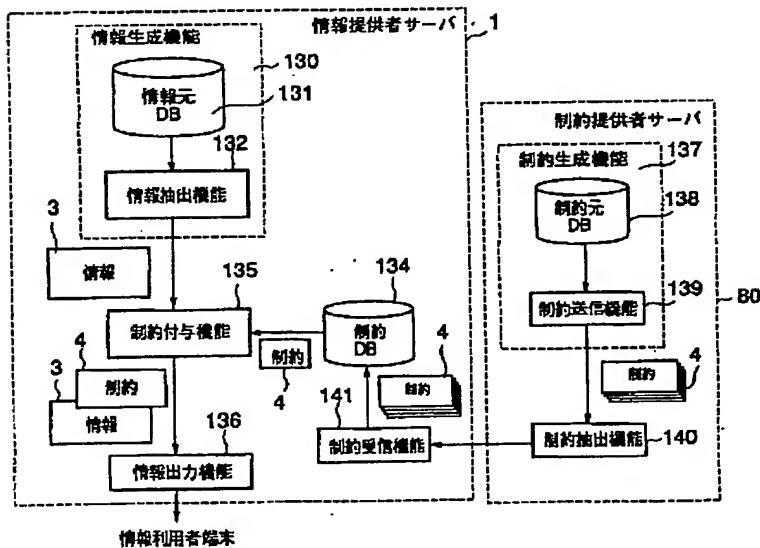 情報提供者サーバ
1
情報生成機能
130
情報元
DB
131
132
情報抽出機能
3
情報
135
制約付与機能
134
制約
DB
制約
4
4
制約
3
情報
4
制約
141
制約受信機能
136
情報出力機能
情報利用者端末
制約提供者サーバ
制約生成機能
137
制約元
DB
138
139
制約送信機能
80
制約
4
制約抽出機能
140